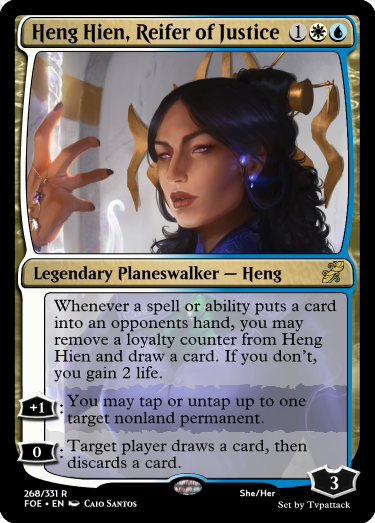 Heng Hien, Reifer of Justice 1
Legendary Planeswalker — Heng
Whenever a spell or ability puts a card
into an opponents hand, you may
remove a loyalty counter from Heng
Hien and draw a card. If you don't,
you gain 2 life.
+1: You may tap or untap up to one
target nonland permanent.
0: Target player draws a card, then
discards a card.
3
268/331 R She/Her
FOE • EN Caio Santos Set by Tvpattack